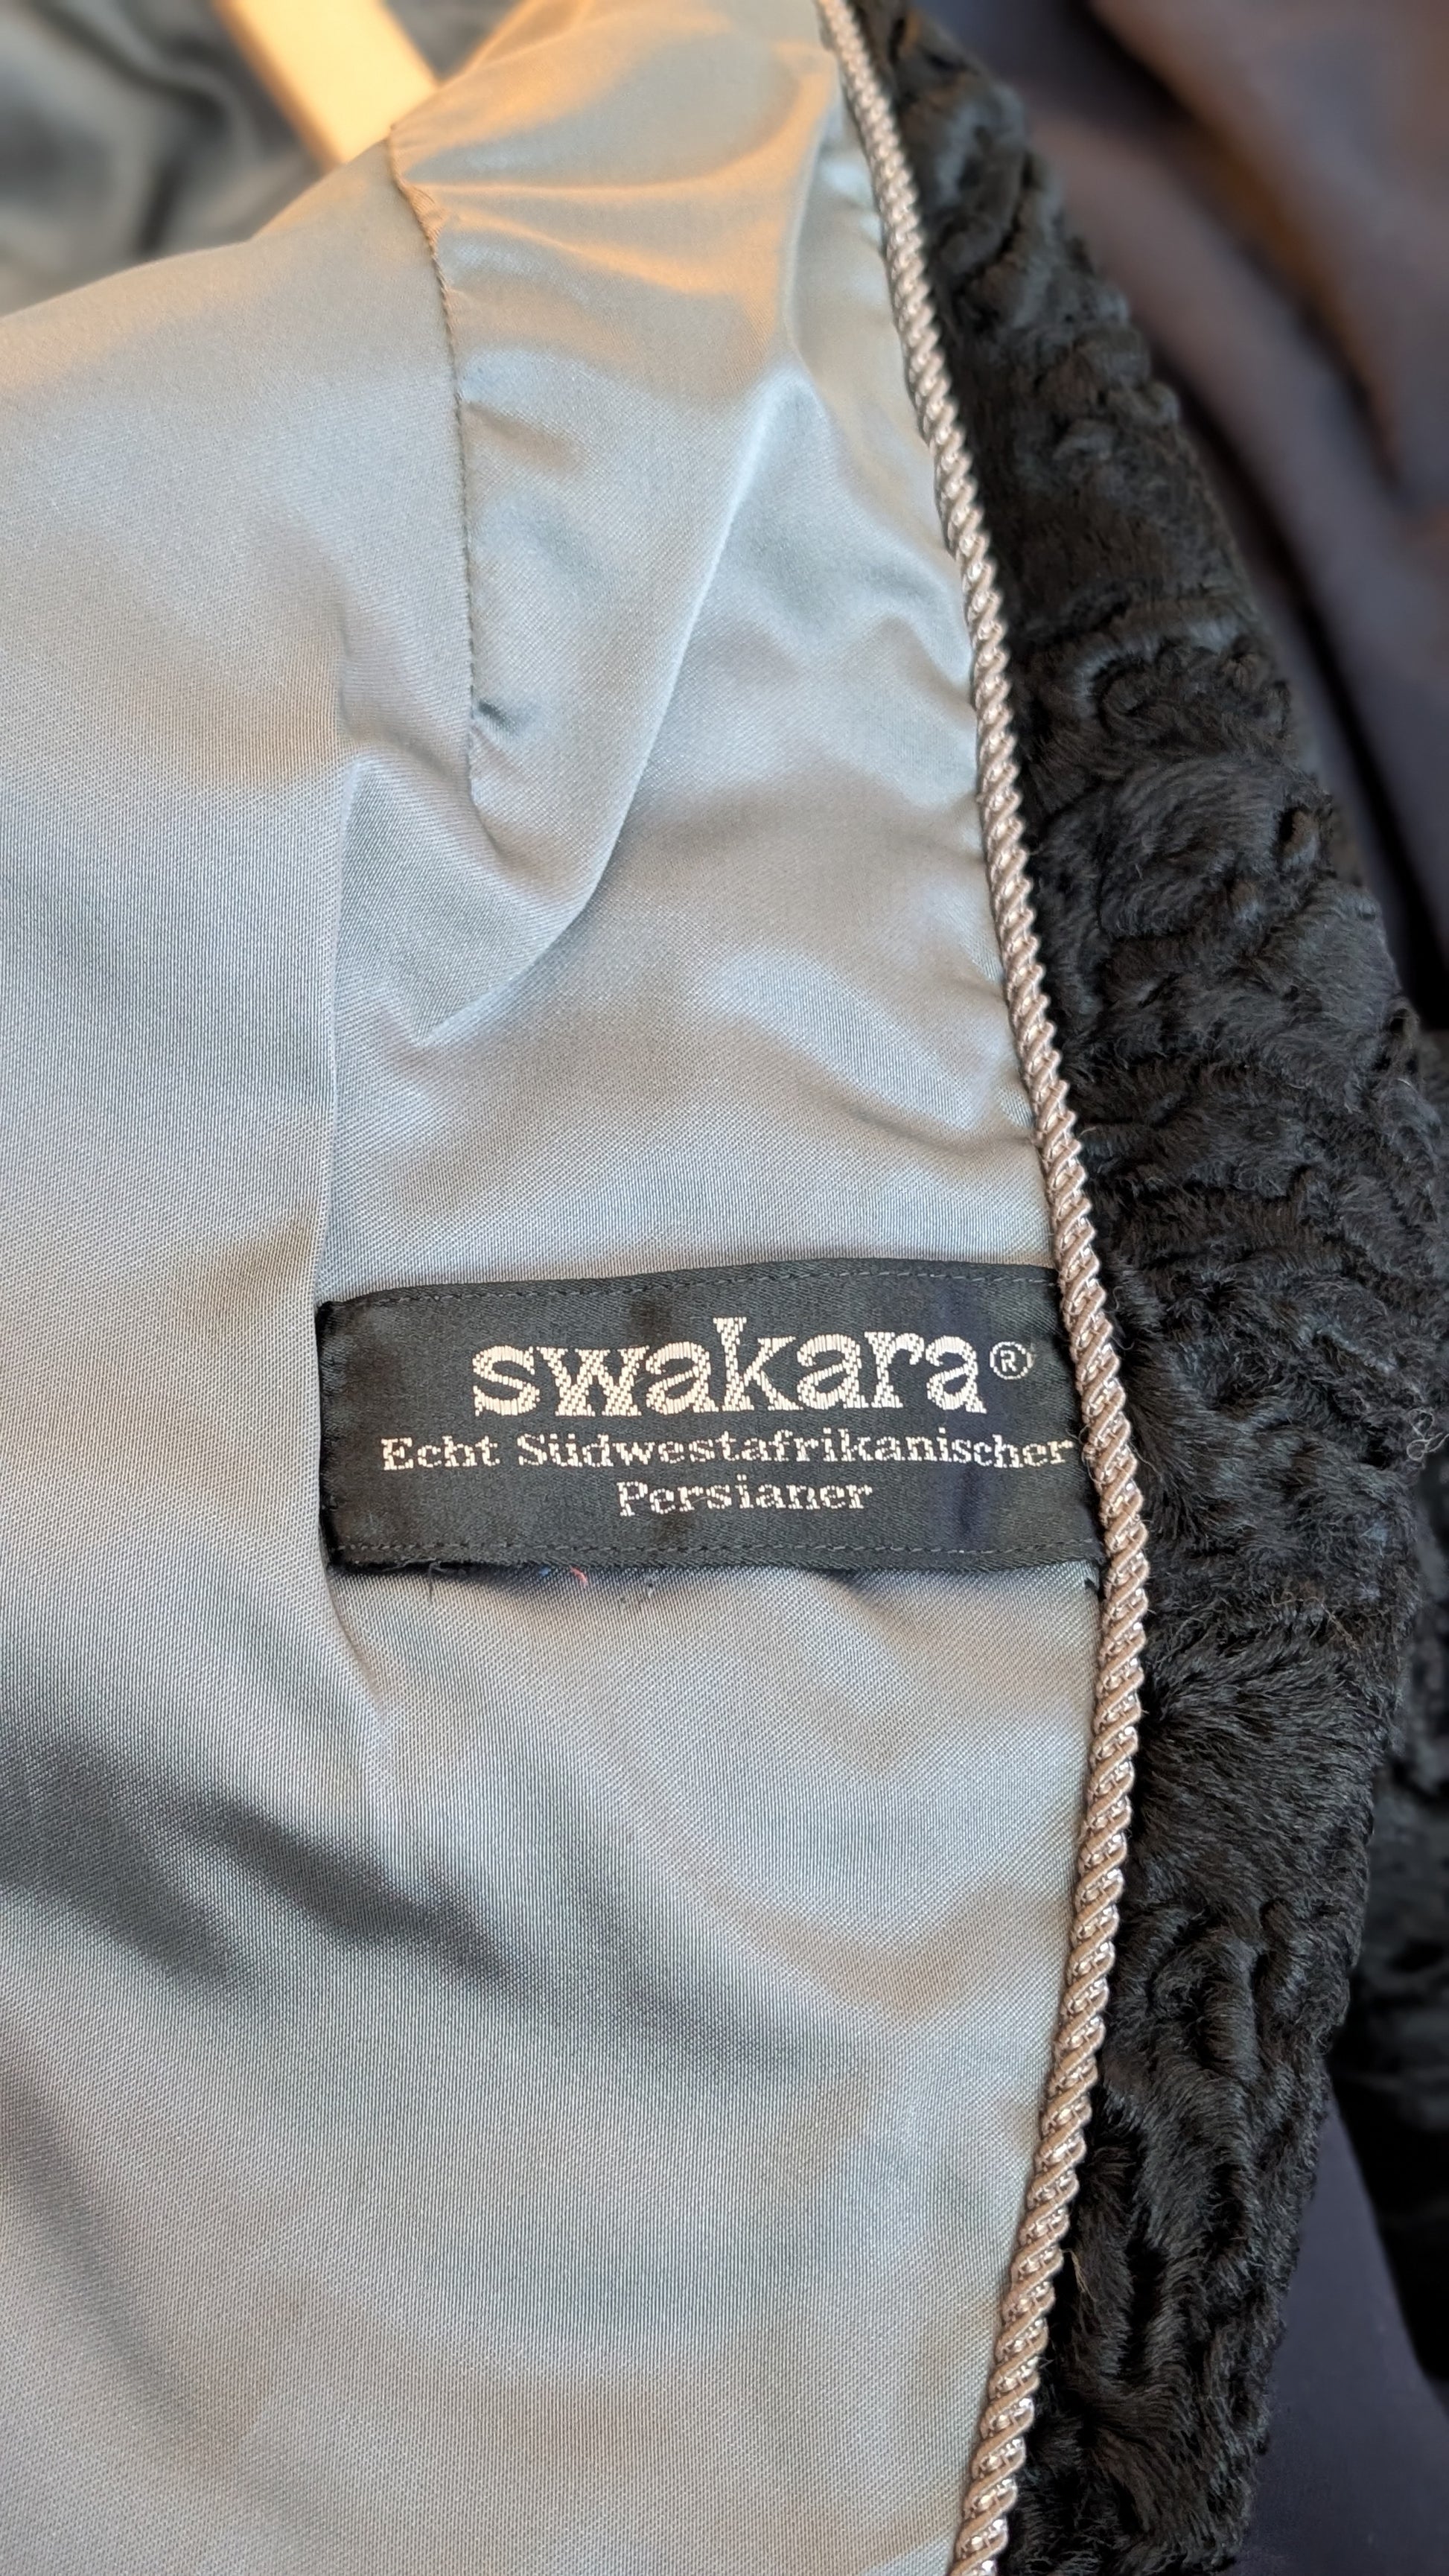 swakara®
Echt Südwestafrikanischer
Persianer